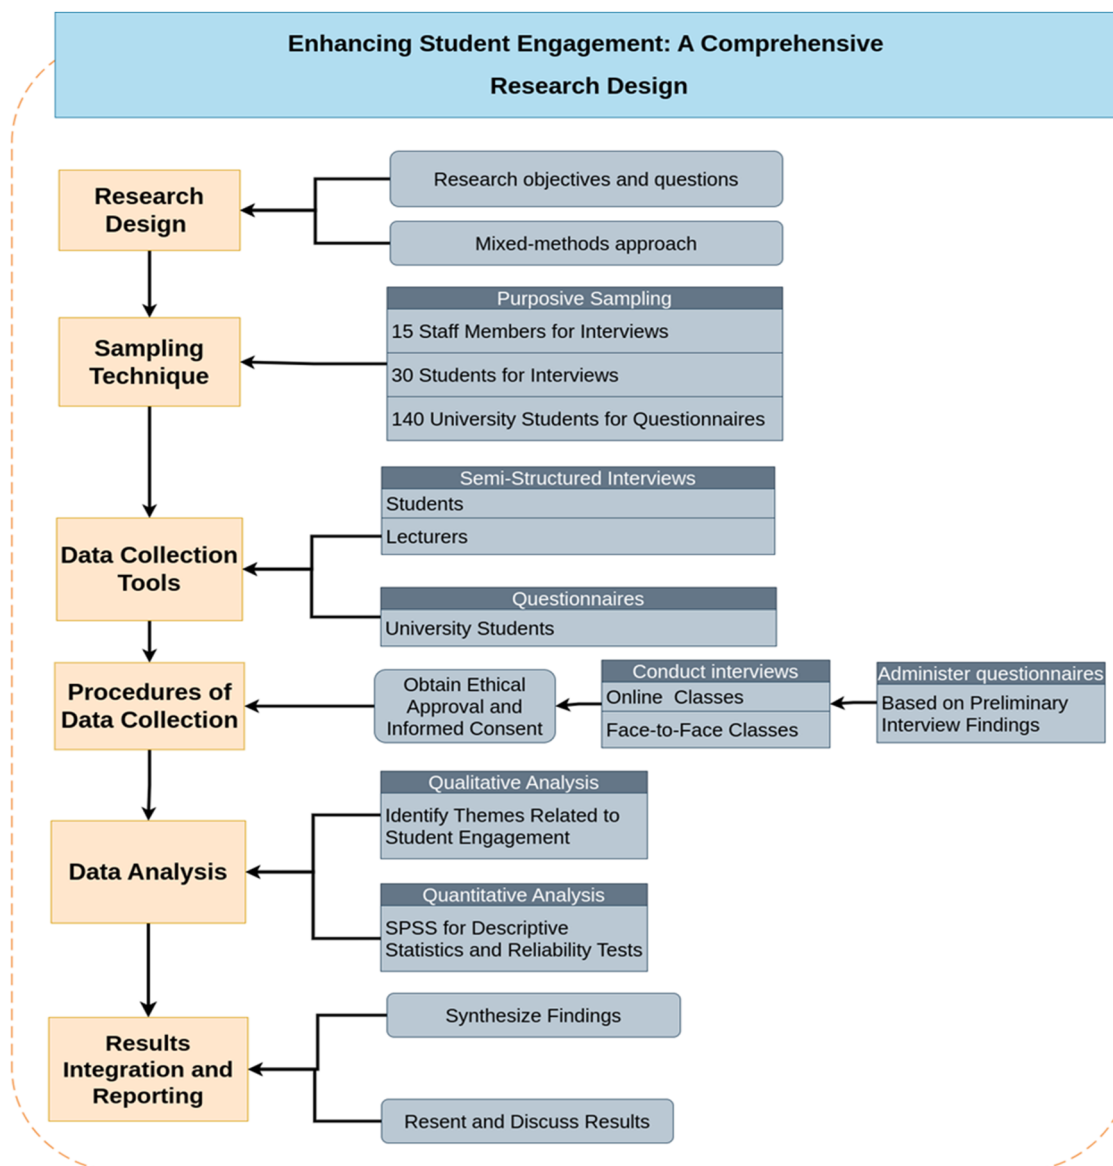 Enhancing Student Engagement: A Comprehensive
Research Design
Research
Design
Research objectives and questions
Mixed-methods approach
Sampling
Technique
Purposive Sampling
15 Staff Members for Interviews
30 Students for Interviews
140 University Students for Questionnaires
Data Collection
Tools
Semi-Structured Interviews
Students
Lecturers
Questionnaires
University Students
Procedures of
Data Collection
Obtain Ethical
Approval and
Informed Consent
Conduct interviews
Online Classes
Face-to-Face Classes
Administer questionnaires
Based on Preliminary
Interview Findings
Data Analysis
Qualitative Analysis
Identify Themes Related to
Student Engagement
Quantitative Analysis
SPSS for Descriptive
Statistics and Reliability Tests
Results
Integration and
Reporting
Synthesize Findings
Resent and Discuss Results